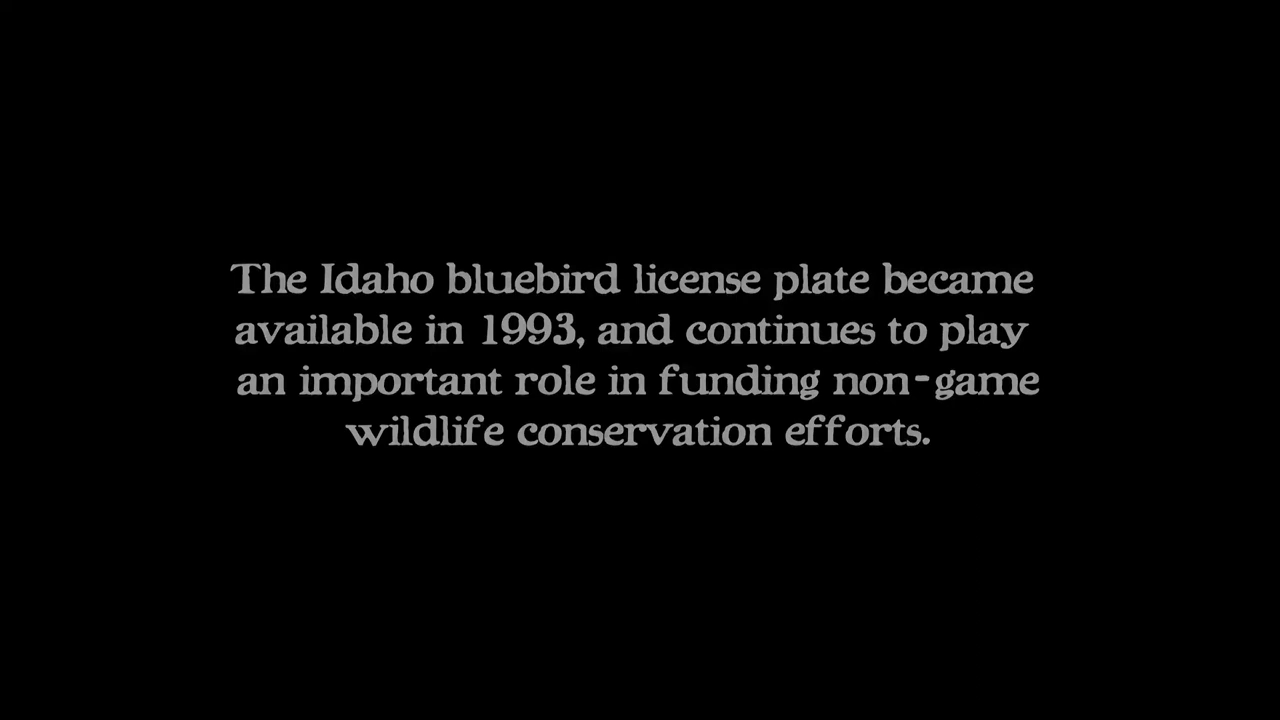 The Idaho bluebird license plate became
available in 1993, and continues to play
an important role in funding non-game
wildlife conservation efforts.